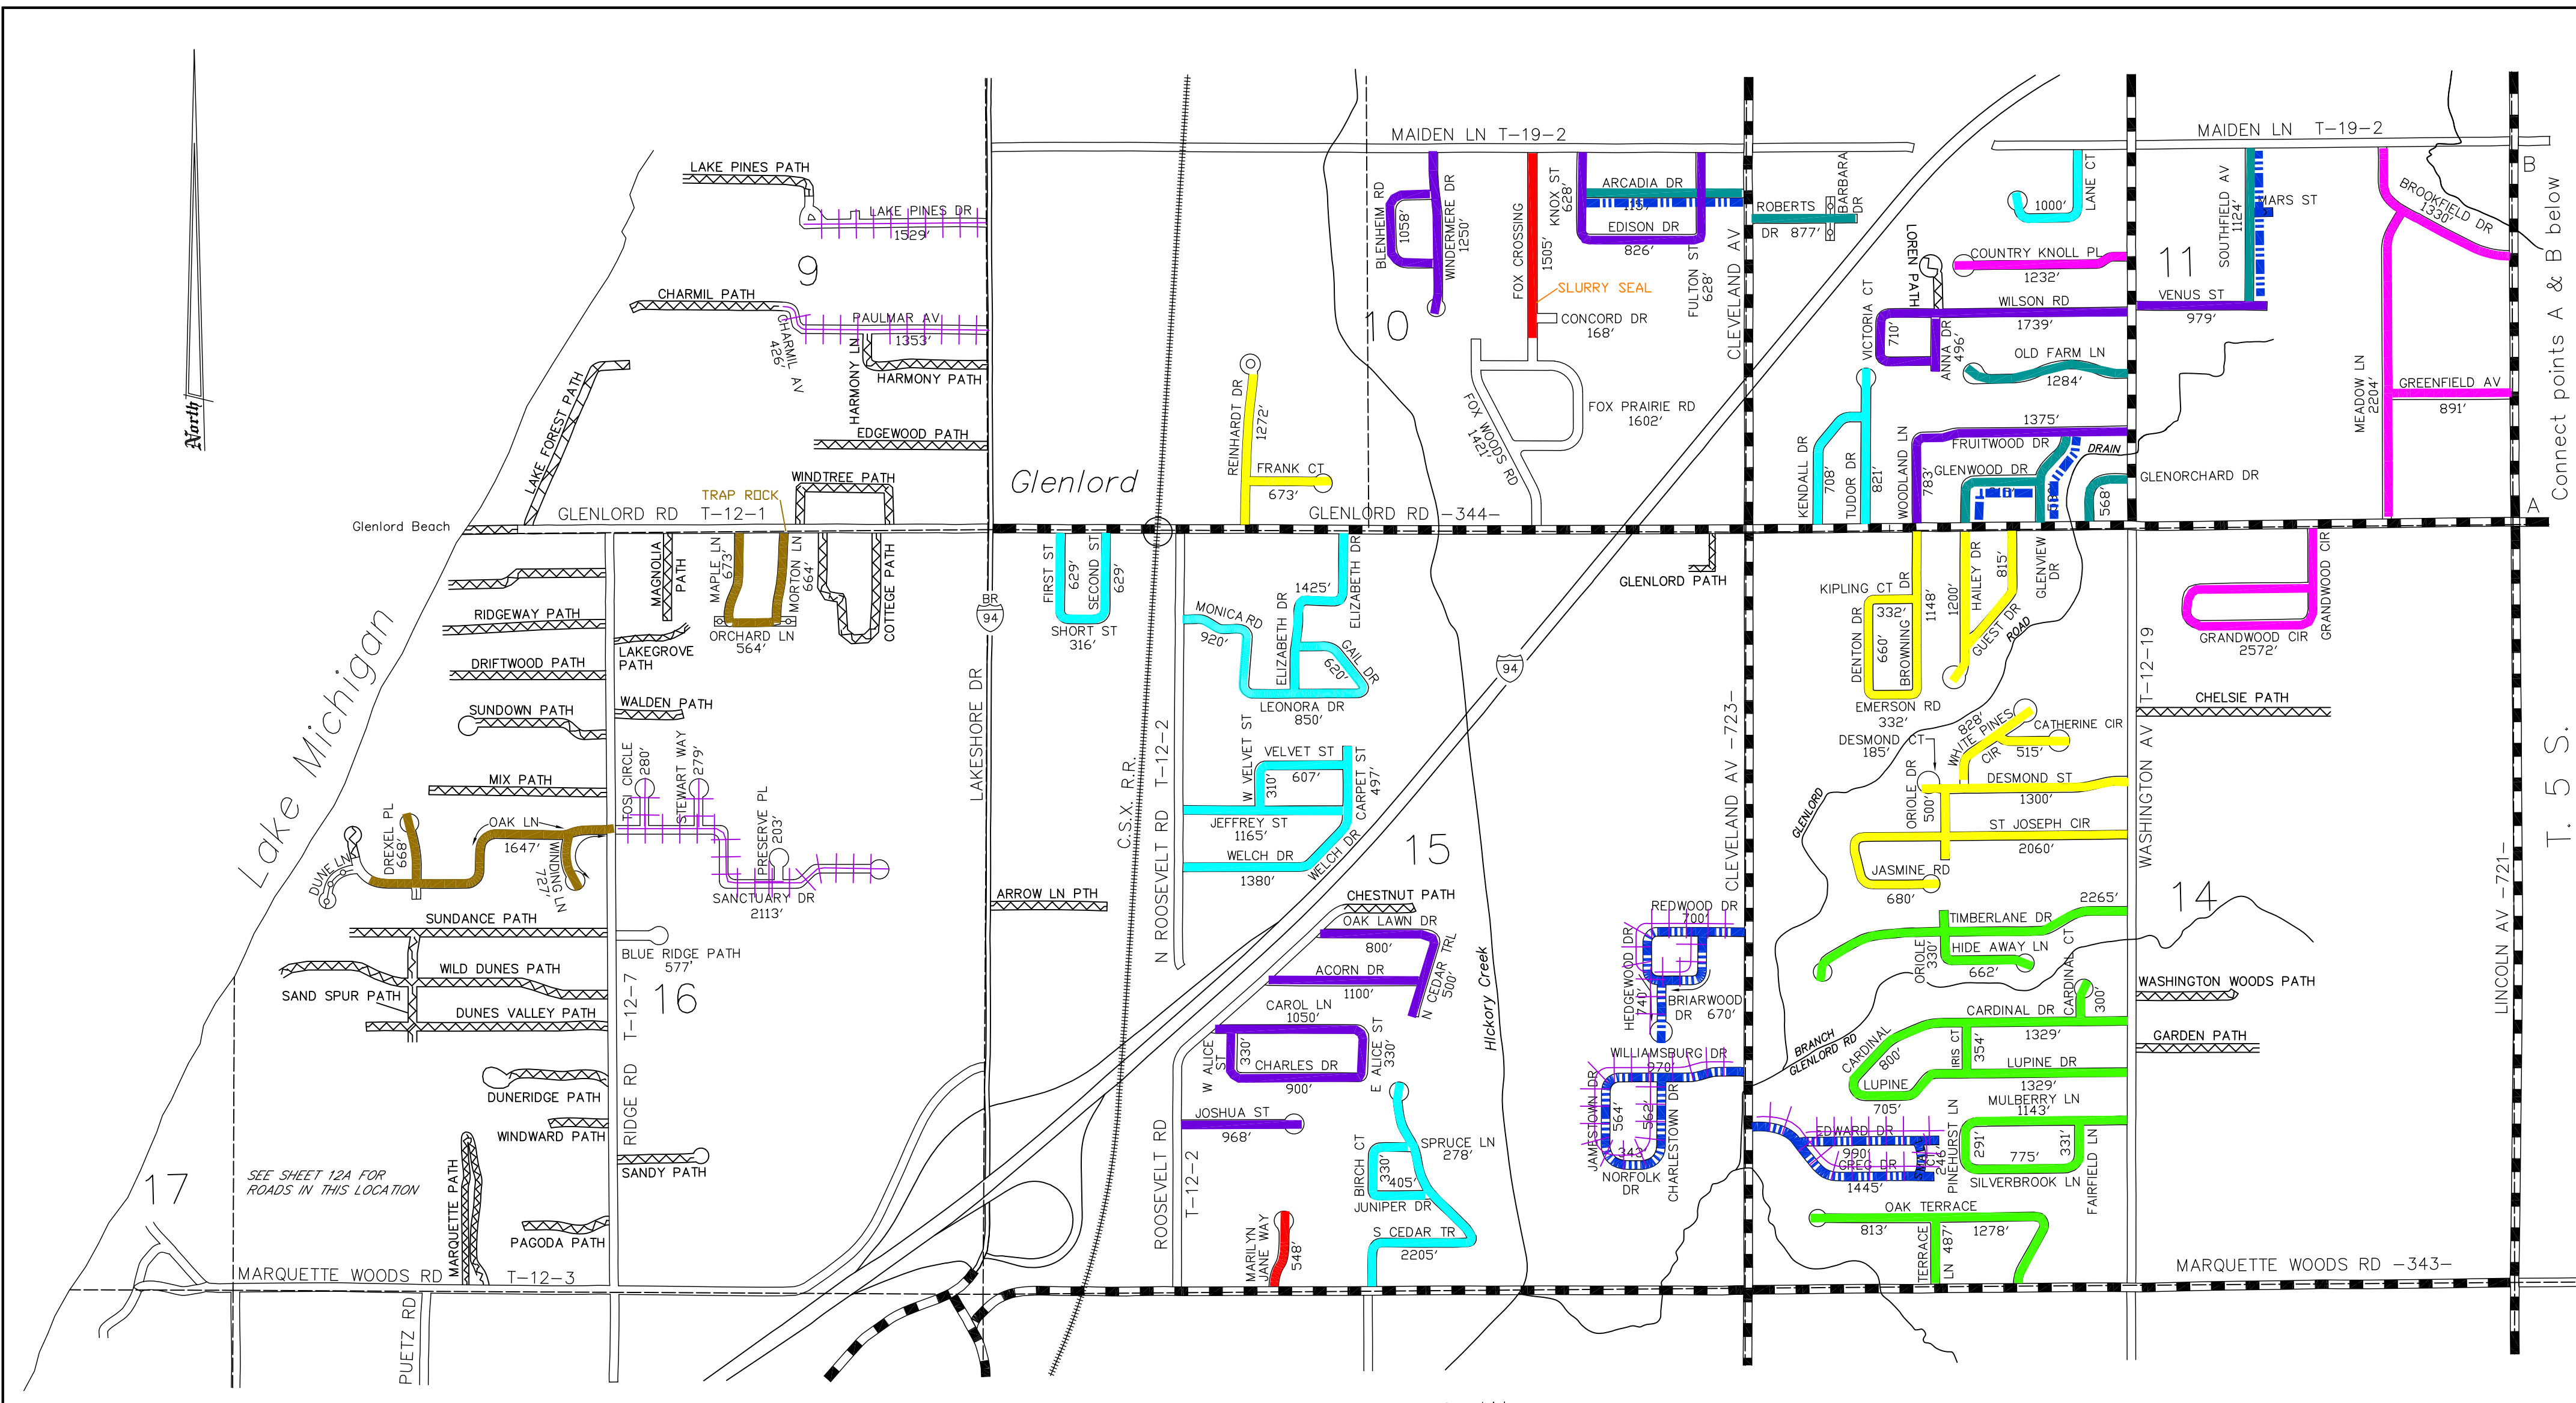 North
LAKE PINES PATH
LAKE PINES DR
1529'
9
CHARMIL PATH
CHARMIL AV
426'
PAULMAR AV
1353'
HARMONY LN
HARMONY PATH
LAKE FOREST PATH
EDGEWOOD PATH
WINDTREE PATH
TRAP ROCK
Glenlord Beach
GLENLORD RD T-12-1
Glenlord
GLENLORD RD -344-
MAIDEN LN T-19-2
MAIDEN LN T-19-2
BLENHEIM RD
1058'
WINDERMERE DR
1250'
FOX CROSSING
1505'
SLURRY SEAL
CONCORD DR
168'
KNOX ST
628'
ARCADIA DR
EDISON DR
826'
FULTON ST
628'
CLEVELAND AV
10
REINHARDT DR
1272'
FRANK CT
673'
FOX WOODS RD
1421'
FOX PRAIRIE RD
1602'
ROBERTS
DR 877'
BARBARA
DR
1000'
LANE CT
LOREN PATH
COUNTRY KNOLL PL
1232'
WILSON RD
1739'
710'
ANNA DR
496'
VICTORIA CT
OLD FARM LN
1284'
1375'
FRUITWOOD DR
DRAIN
KENDALL DR
708'
TUDOR DR
821'
WOODLAND LN
783'
GLENWOOD DR
GLENORCHARD DR
568'
SOUTHFIELD AV
1124'
MARS ST
11
VENUS ST
979'
BROOKFIELD DR
1330'
MEADOW LN
2204'
GREENFIELD AV
891'
B
A
Connect points A & B below
T. 5 S.
Lake Michigan
RIDGEWAY PATH
DRIFTWOOD PATH
SUNDOWN PATH
MIX PATH
MAGNOLIA
PATH
MAPLE LN
673'
MORTON LN
664'
ORCHARD LN
564'
COTTEGE PATH
LAKEGROVE
PATH
WALDEN PATH
TOSI CIRCLE
280'
STEWART WAY
279'
PRESERVE PL
203'
SANCTUARY DR
2113'
DREXEL PL
668'
OAK LN
1647'
WINDING LN
727'
DUNE LN
SUNDANCE PATH
BLUE RIDGE PATH
577'
WILD DUNES PATH
SAND SPUR PATH
DUNES VALLEY PATH
RIDGE RD T-12-7
16
DUNERIDGE PATH
WINDWARD PATH
SANDY PATH
MARQUETTE PATH
PAGODA PATH
17
SEE SHEET 12A FOR
ROADS IN THIS LOCATION
MARQUETTE WOODS RD T-12-3
PUETZ RD
BR
94
LAKESHORE DR
ARROW LN PTH
C.S.X. R.R.
FIRST ST
629'
SECOND ST
629'
SHORT ST
316'
N ROOSEVELT RD T-12-2
MONICA RD
920'
1425'
ELIZABETH DR
ELIZABETH DR
ELIZABETH DR
GAIL DR
620'
LEONORA DR
850'
W VELVET ST
310'
VELVET ST
607'
CARPET ST
497'
JEFFREY ST
1165'
WELCH DR
1380'
WELCH DR
94
15
CHESTNUT PATH
OAK LAWN DR
800'
ACORN DR
1100'
N CEDAR TRL
500'
CAROL LN
1050'
W ALICE
ST
330'
CHARLES DR
900'
E ALICE ST
330'
JOSHUA ST
968'
ROOSEVELT RD
T-12-2
MARILYN
JANE WAY
548'
BIRCH CT
330'
SPRUCE LN
278'
405'
JUNIPER DR
S CEDAR TR
2205'
Hickory Creek
GLENLORD PATH
CLEVELAND AV -723-
REDWOOD DR
700'
HEDGEWOOD DR
740'
BRIARWOOD
DR 670'
WILLIAMSBURG DR
970'
JAMESTOWN DR
564'
562'
343'
CHARLESTOWN DR
NORFOLK
DR
KIPLING CT
332'
DENTON DR
660'
BROWNING DR
1148'
EMERSON RD
332'
HAILEY DR
1200'
815'
GUEST DR
GLENVIEW
DR
ROAD
GLENLORD
DESMOND CT
185'
WHITE PINES
CIR
828'
CATHERINE CIR
515'
DESMOND ST
1300'
ORIOLE DR
500'
ST JOSEPH CIR
2060'
JASMINE RD
680'
TIMBERLANE DR
2265'
ORIOLE
330'
HIDE AWAY LN
662'
CARDINAL CT
300'
CARDINAL DR
1329'
CARDINAL
800'
IRIS CT
354'
LUPINE DR
1329'
LUPINE
705'
BRANCH
GLENLORD RD
MULBERRY LN
1143'
EDWARD DR
990'
GREG DR
1445'
246'
PINEHURST LN
291'
775'
331'
SILVERBROOK LN
FAIRFIELD LN
OAK TERRACE
813'
1278'
TERRACE
LN 487'
WASHINGTON AV T-12-19
GRANDWOOD CIR
GRANDWOOD CIR
2572'
CHELSIE PATH
14
WASHINGTON WOODS PATH
GARDEN PATH
LINCOLN AV -721-
MARQUETTE WOODS RD -343-